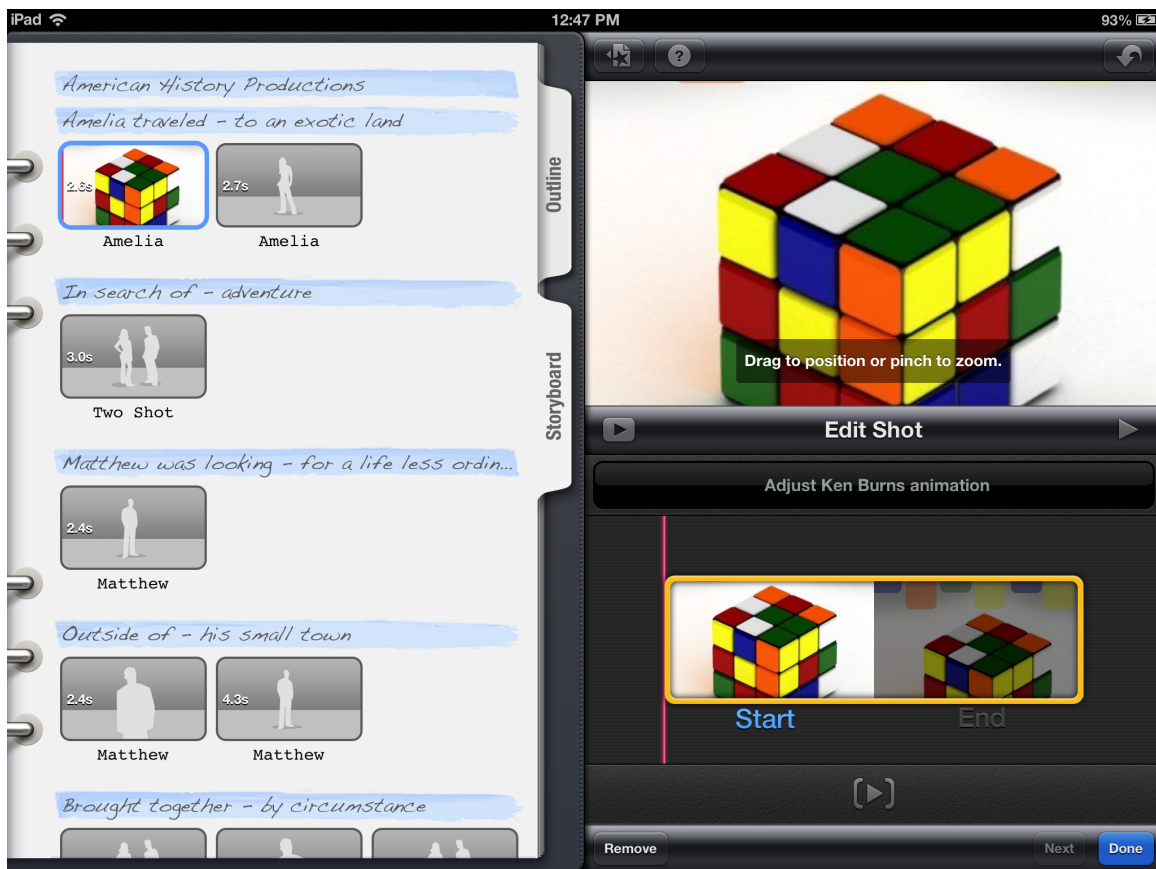 iPad 12:47 PM 93%
American History Productions
Amelia traveled - to an exotic land
2.6s 2.7s
Amelia Amelia
In search of - adventure
3.0s
Two Shot
Matthew was looking - for a life less ordin...
2.4s
Matthew
Outside of - his small town
2.4s 4.3s
Matthew Matthew
Brought together - by circumstance
Outline
Storyboard
?
Drag to position or pinch to zoom.
Edit Shot
Adjust Ken Burns animation
Start End
Remove Next Done